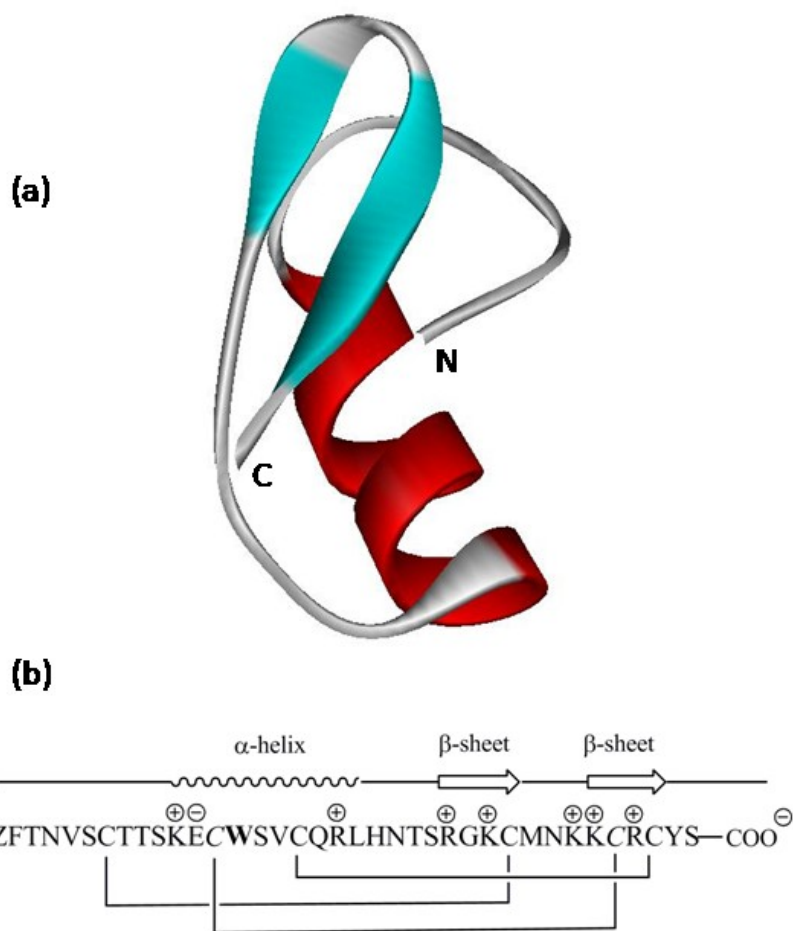 (a)
N
C
(b)
α-helix β-sheet β-sheet
⊕⊖ ⊕ ⊕ ⊕ ⊕⊕ ⊕ ⊖
ZFTNVSCTTSKECWSVCQRLHNTSRGKCMNKKCRCYS—COO